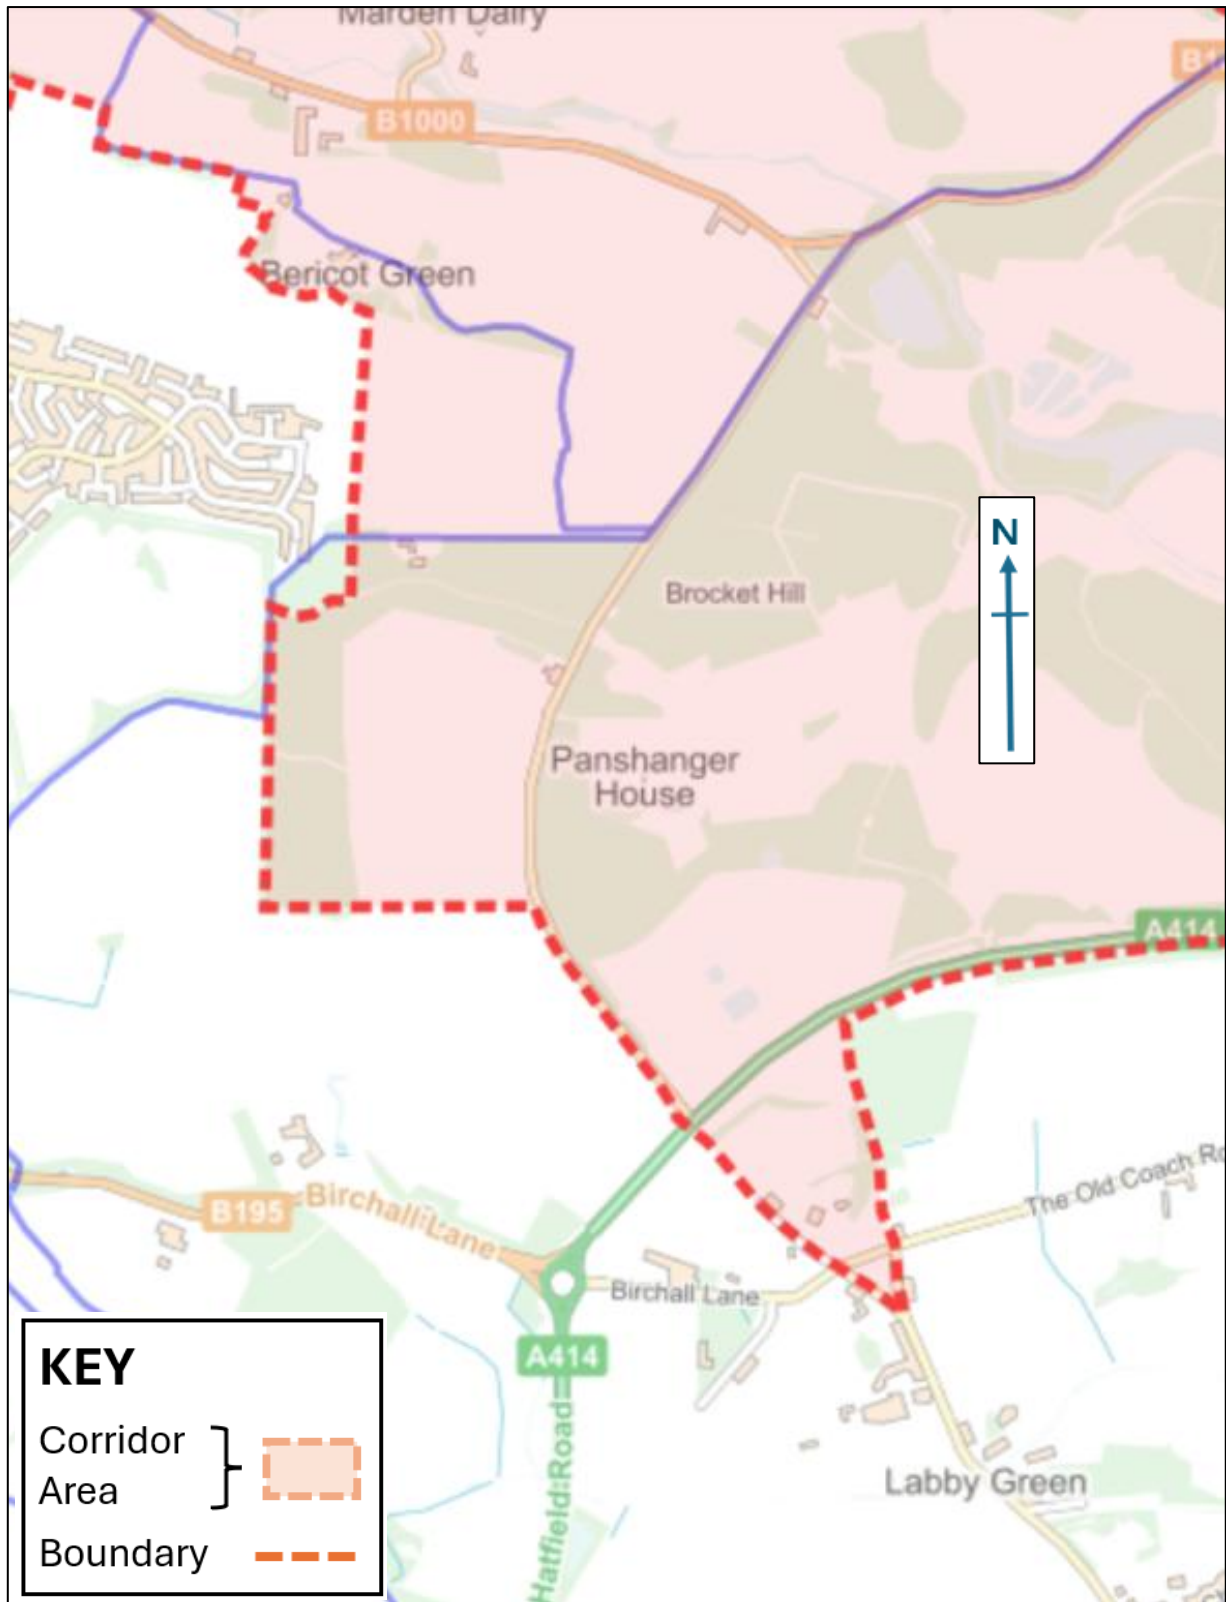 Marden Dairy
B1
B1000
Bericot Green
N
Brocket Hill
Panshanger
House
A414
The Old Coach Ro
B195
Birchall Lane
Birchall Lane
A414
Hatfield Road
Labby Green
KEY
Corridor
Area
Boundary